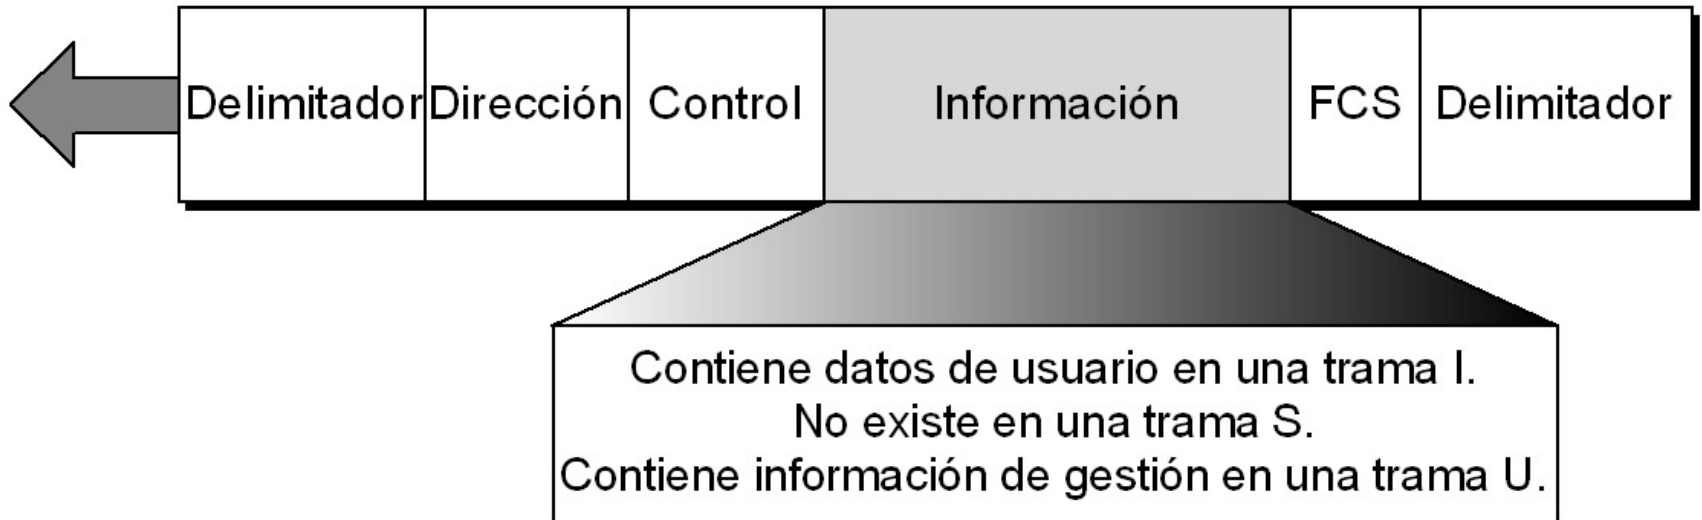 Delimitador Dirección Control Información FCS Delimitador
Contiene datos de usuario en una trama I.
No existe en una trama S.
Contiene información de gestión en una trama U.